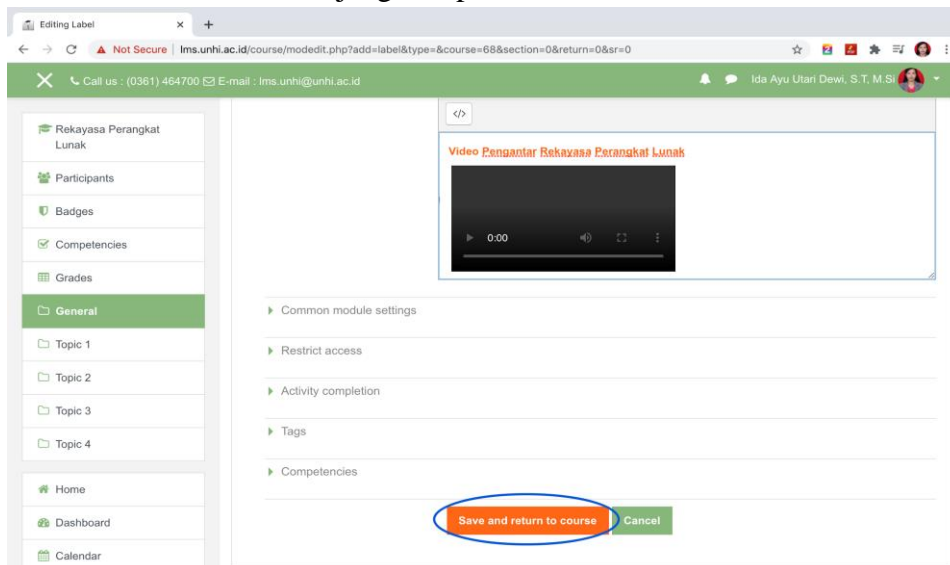 Editing Label
Not Secure | lms.unhi.ac.id/course/modedit.php?add=label&type=&course=68&section=0&return=0&sr=0
Call us : (0361) 464700 E-mail : lms.unhi@unhi.ac.id
Ida Ayu Utari Dewi, S.T, M.Si
Rekayasa Perangkat
Lunak
Participants
Badges
Competencies
Grades
General
Topic 1
Topic 2
Topic 3
Topic 4
Home
Dashboard
Calendar
</>
Video Pengantar Rekayasa Perangkat Lunak
0:00
Common module settings
Restrict access
Activity completion
Tags
Competencies
Save and return to course
Cancel